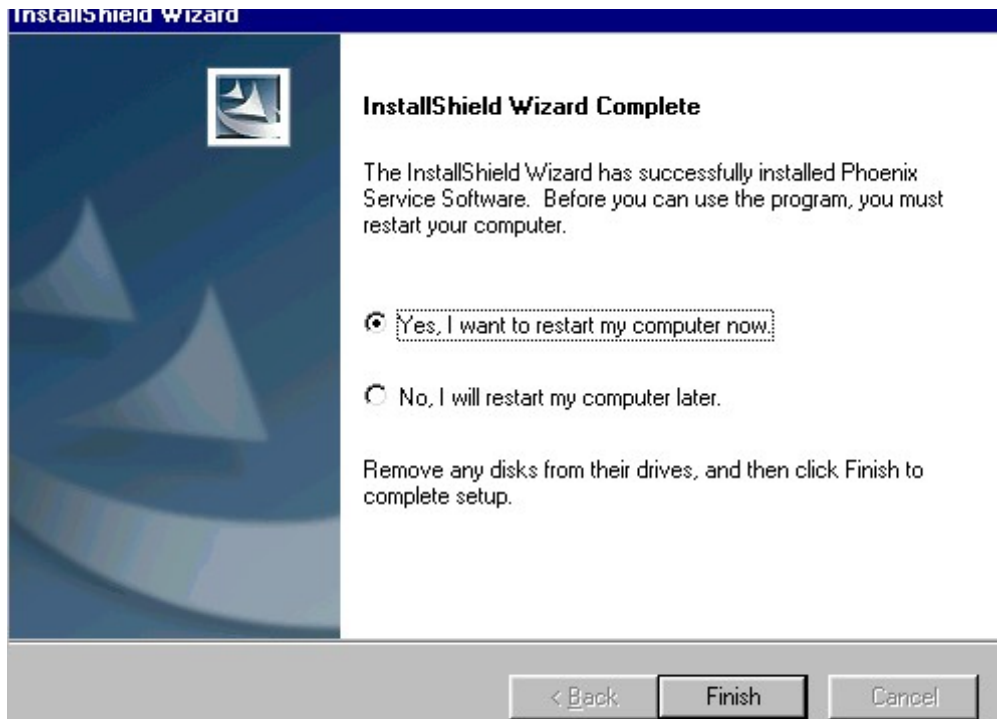 InstallShield Wizard
InstallShield Wizard Complete
The InstallShield Wizard has successfully installed Phoenix
Service Software.  Before you can use the program, you must
restart your computer.
Yes, I want to restart my computer now.
No, I will restart my computer later.
Remove any disks from their drives, and then click Finish to
complete setup.
< Back
Finish
Cancel